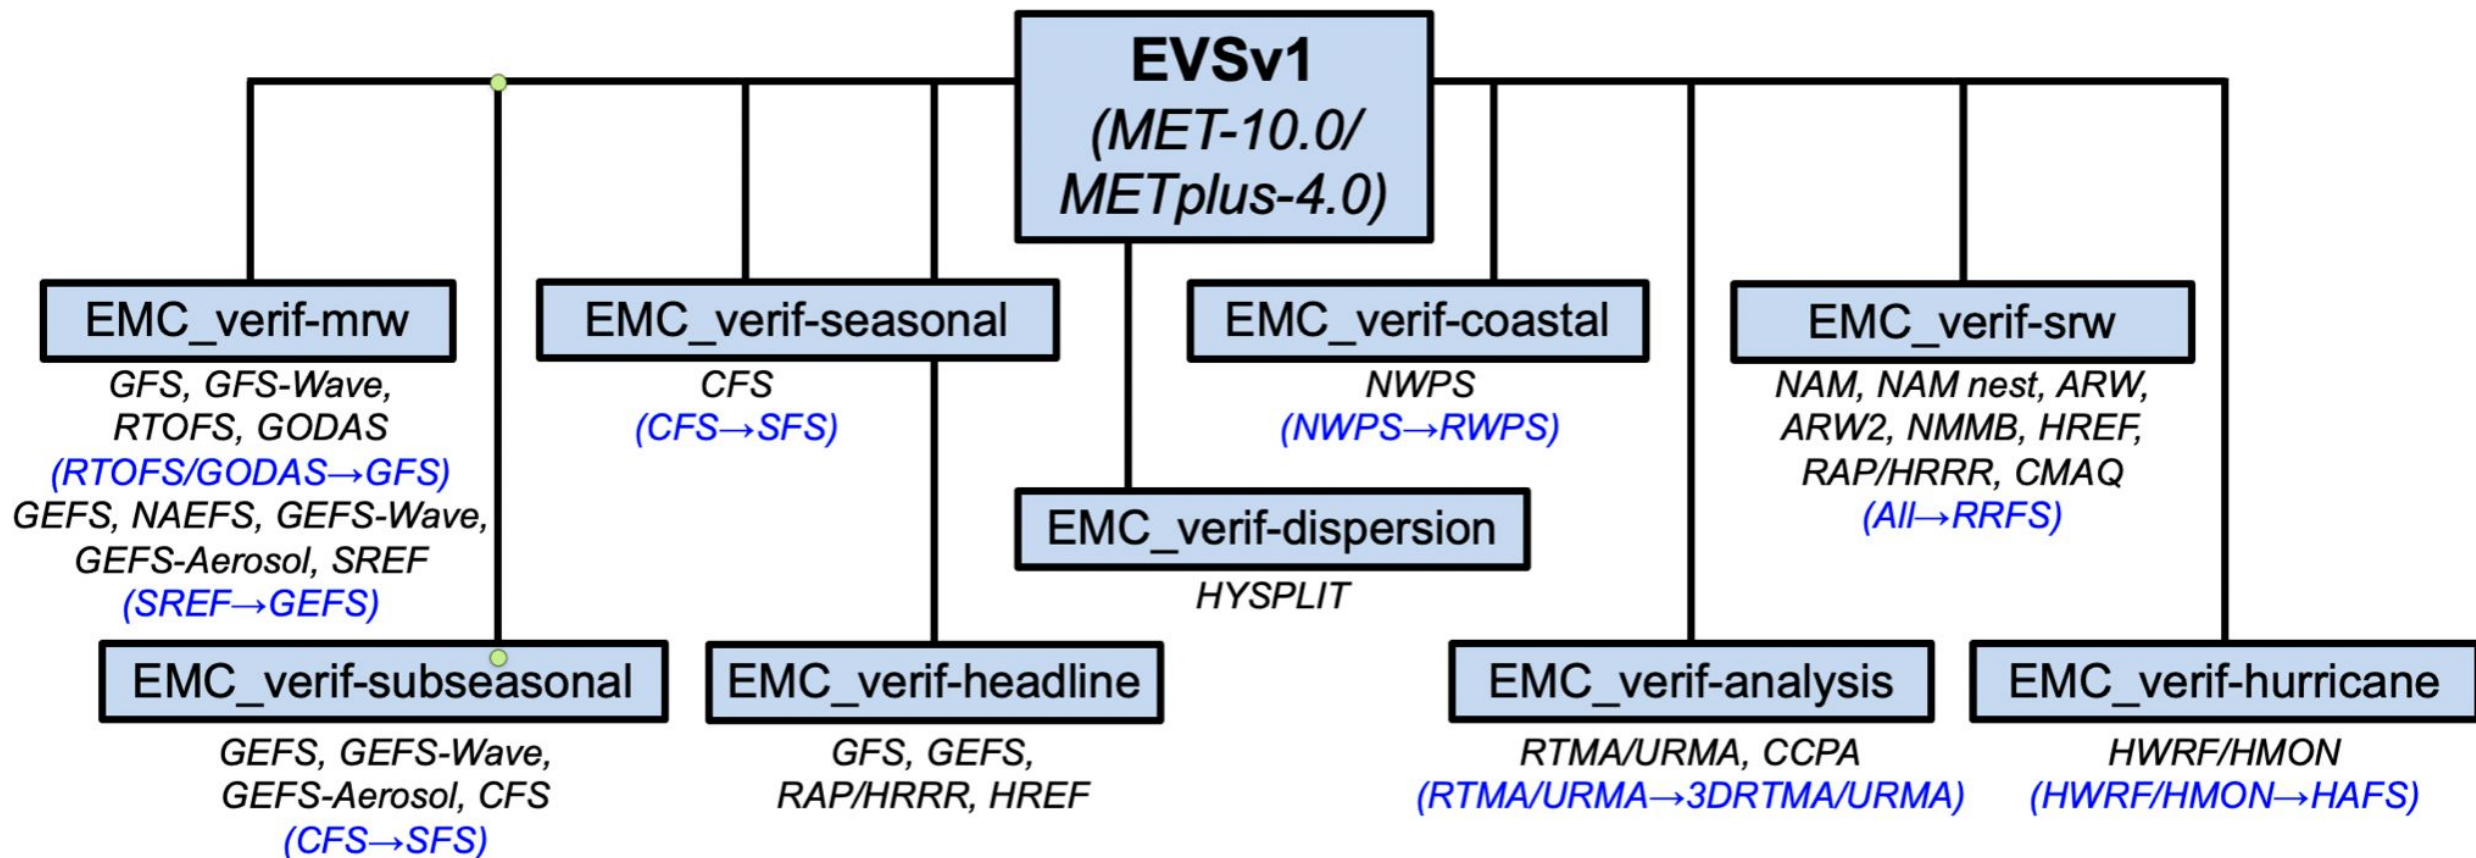 EVSv1
(MET-10.0/
METplus-4.0)
EMC_verif-mrw
GFS, GFS-Wave,
RTOFS, GODAS
(RTOFS/GODAS→GFS)
GEFS, NAEFS, GEFS-Wave,
GEFS-Aerosol, SREF
(SREF→GEFS)
EMC_verif-seasonal
CFS
(CFS→SFS)
EMC_verif-coastal
NWPS
(NWPS→RWPS)
EMC_verif-srw
NAM, NAM nest, ARW,
ARW2, NMMB, HREF,
RAP/HRRR, CMAQ
(All→RRFS)
EMC_verif-dispersion
HYSPLIT
EMC_verif-subseasonal
GEFS, GEFS-Wave,
GEFS-Aerosol, CFS
(CFS→SFS)
EMC_verif-headline
GFS, GEFS,
RAP/HRRR, HREF
EMC_verif-analysis
RTMA/URMA, CCPA
(RTMA/URMA→3DRTMA/URMA)
EMC_verif-hurricane
HWRF/HMON
(HWRF/HMON→HAFS)